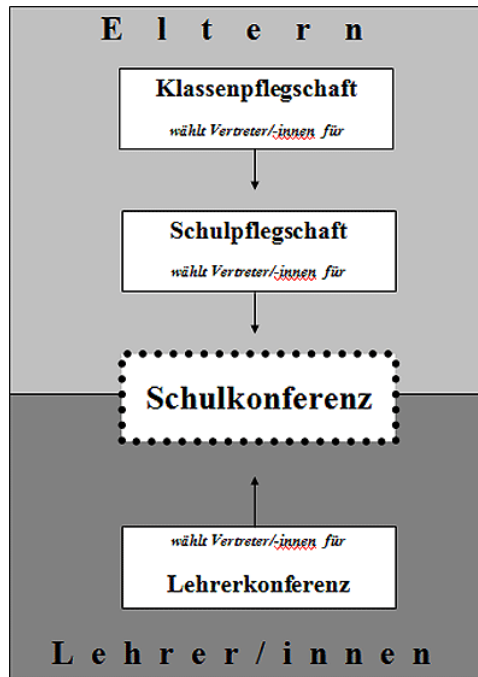 E l t e r n
Klassenpflegschaft
wählt Vertreter/-innen für
Schulpflegschaft
wählt Vertreter/-innen für
Schulkonferenz
wählt Vertreter/-innen für
Lehrerkonferenz
L e h r e r / i n n e n